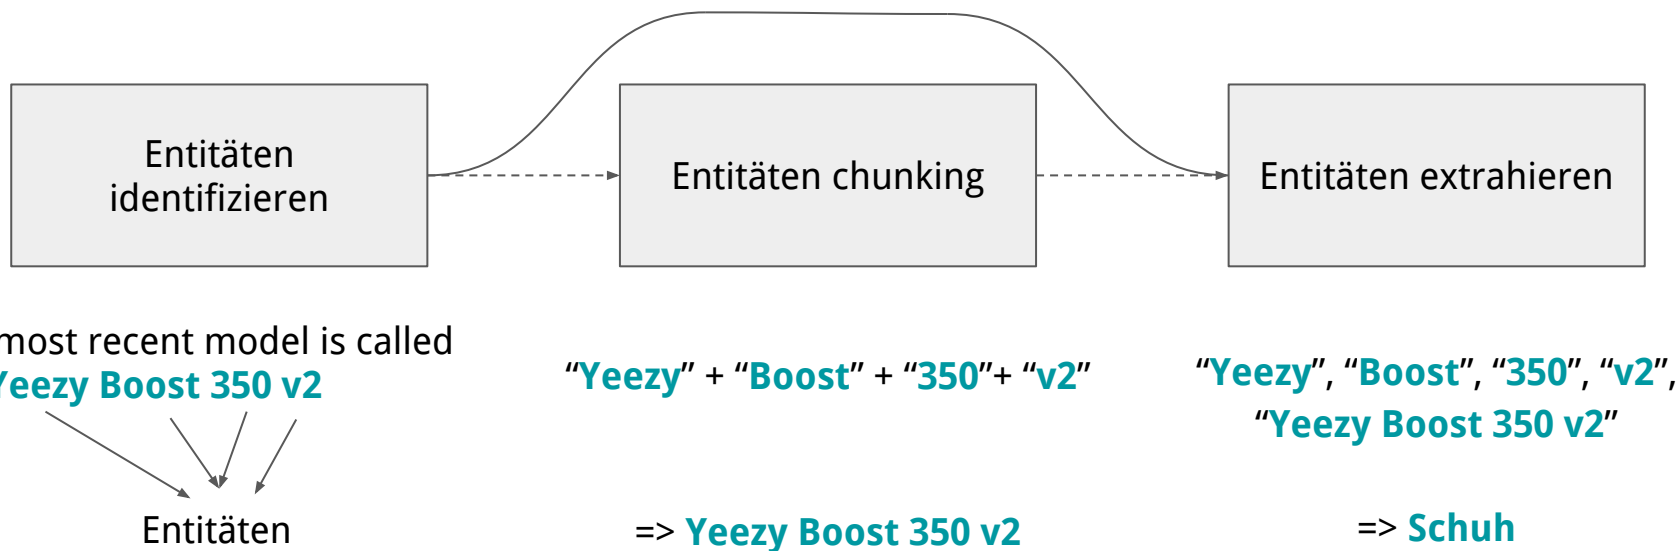 Entitäten
identifizieren
Entitäten chunking
Entitäten extrahieren
most recent model is called
Yeezy Boost 350 v2
Entitäten
“Yeezy” + “Boost” + “350”+ “v2”
=> Yeezy Boost 350 v2
“Yeezy”, “Boost”, “350”, “v2”,
“Yeezy Boost 350 v2”
=> Schuh